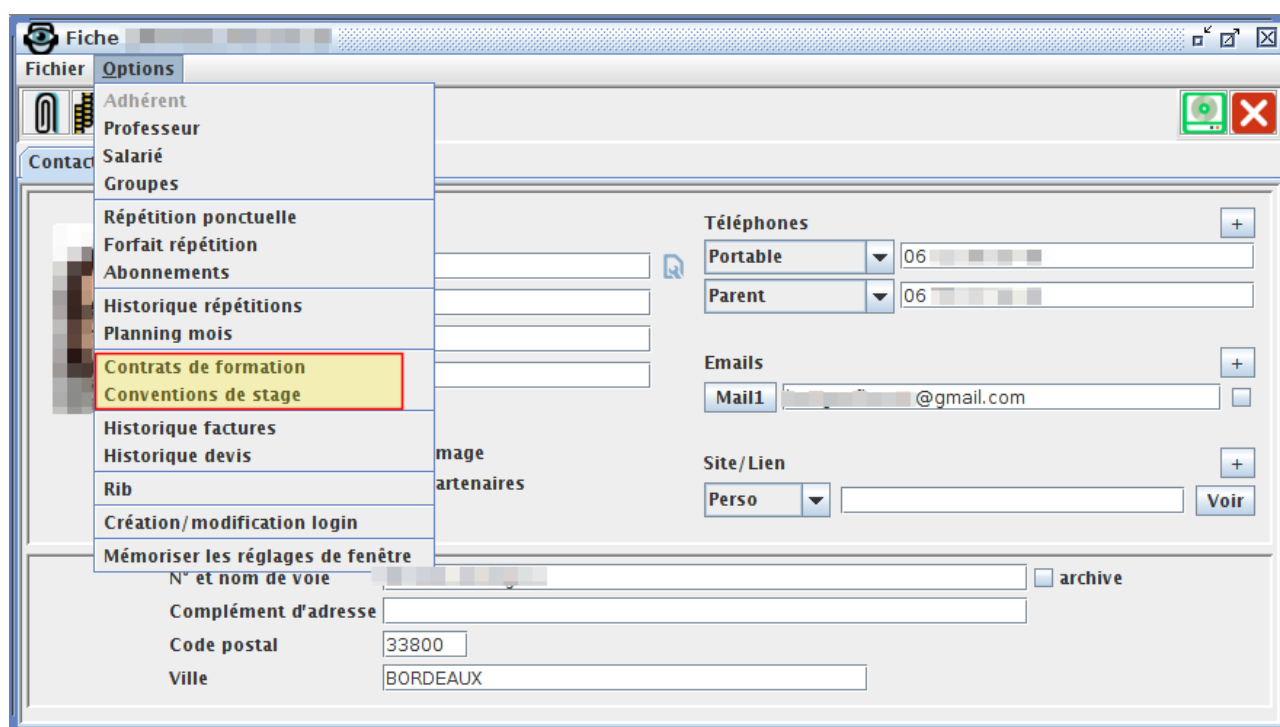 Fiche
Fichier Options
Adhérent
Professeur
Salarié
Groupes
Répétition ponctuelle
Forfait répétition
Abonnements
Historique répétitions
Planning mois
Contrats de formation
Conventions de stage
Historique factures
Historique devis
Rib
Création/modification login
Mémoriser les réglages de fenêtre
Téléphones +
Portable 06
Parent 06
Emails +
Mail1 @gmail.com
Site/Lien +
Perso Voir
N° et nom de voie archive
Complément d'adresse
Code postal 33800
Ville BORDEAUX